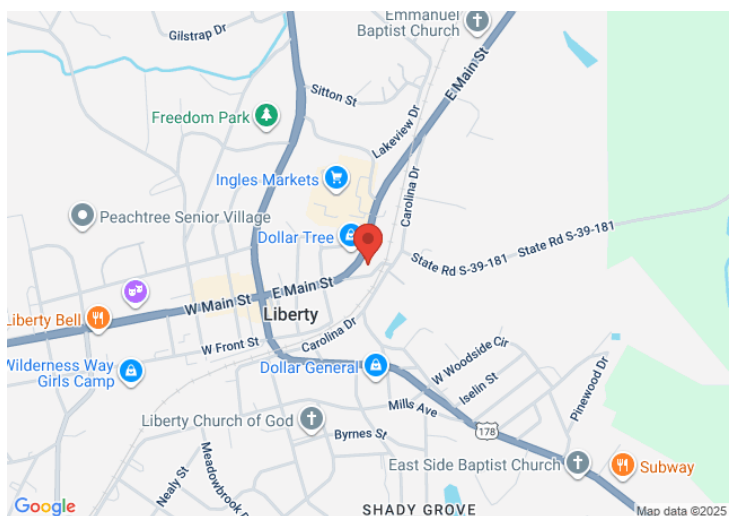 Emmanuel
Baptist Church
Gilstrap Dr
E Main St
Sitton St
Freedom Park
Lakeview Dr
Ingles Markets
Carolina Dr
Peachtree Senior Village
Dollar Tree
State Rd S-39-181
State Rd S-39-181
E Main St
W Main St
Liberty Bell
Liberty
Carolina Dr
W Front St
Wilderness Way
Girls Camp
Dollar General
W Woodside Cir
Iselin St
Pinewood Dr
Mills Ave
Liberty Church of God
178
Byrnes St
East Side Baptist Church
Subway
Nealy St
Meadowbrook
SHADY GROVE
Google
Map data ©2025